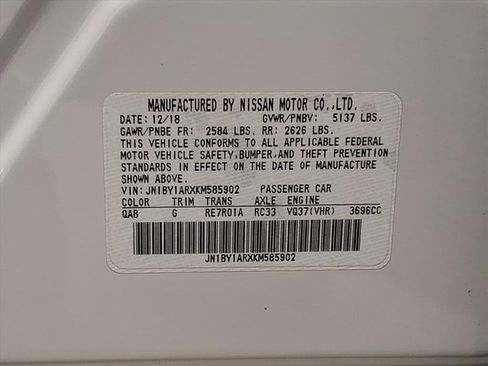 MANUFACTURED BY NISSAN MOTOR CO.,LTD.
DATE: 12/18 GVWR/PNBV: 5137 LBS.
GAWR/PNBE FR: 2584 LBS. RR: 2626 LBS.
THIS VEHICLE CONFORMS TO ALL APPLICABLE FEDERAL
MOTOR VEHICLE SAFETY,BUMPER,AND THEFT PREVENTION
STANDARDS IN EFFECT ON THE DATE OF MANUFACTURE
SHOWN ABOVE.
VIN: JN1BY1ARXKM585902 PASSENGER CAR
COLOR TRIM TRANS AXLE ENGINE
QAB G RE7R01A RC33 VQ37(VHR) 3696CC
JN1BY1ARXKM585902